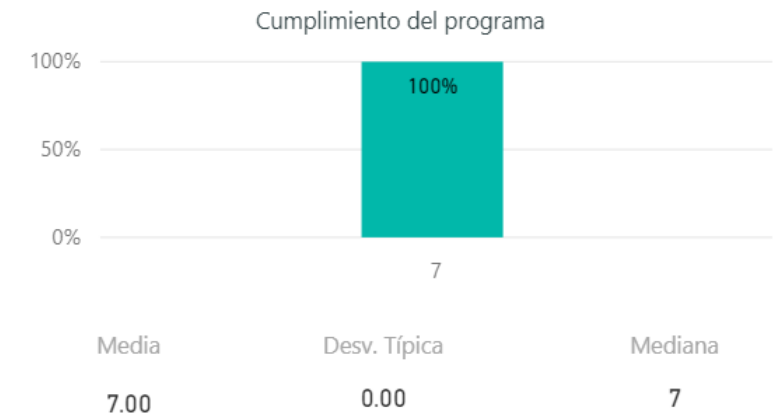 Cumplimiento del programa
100%
100%
50%
0%
7
Media Desv. Típica Mediana
7.00 0.00 7